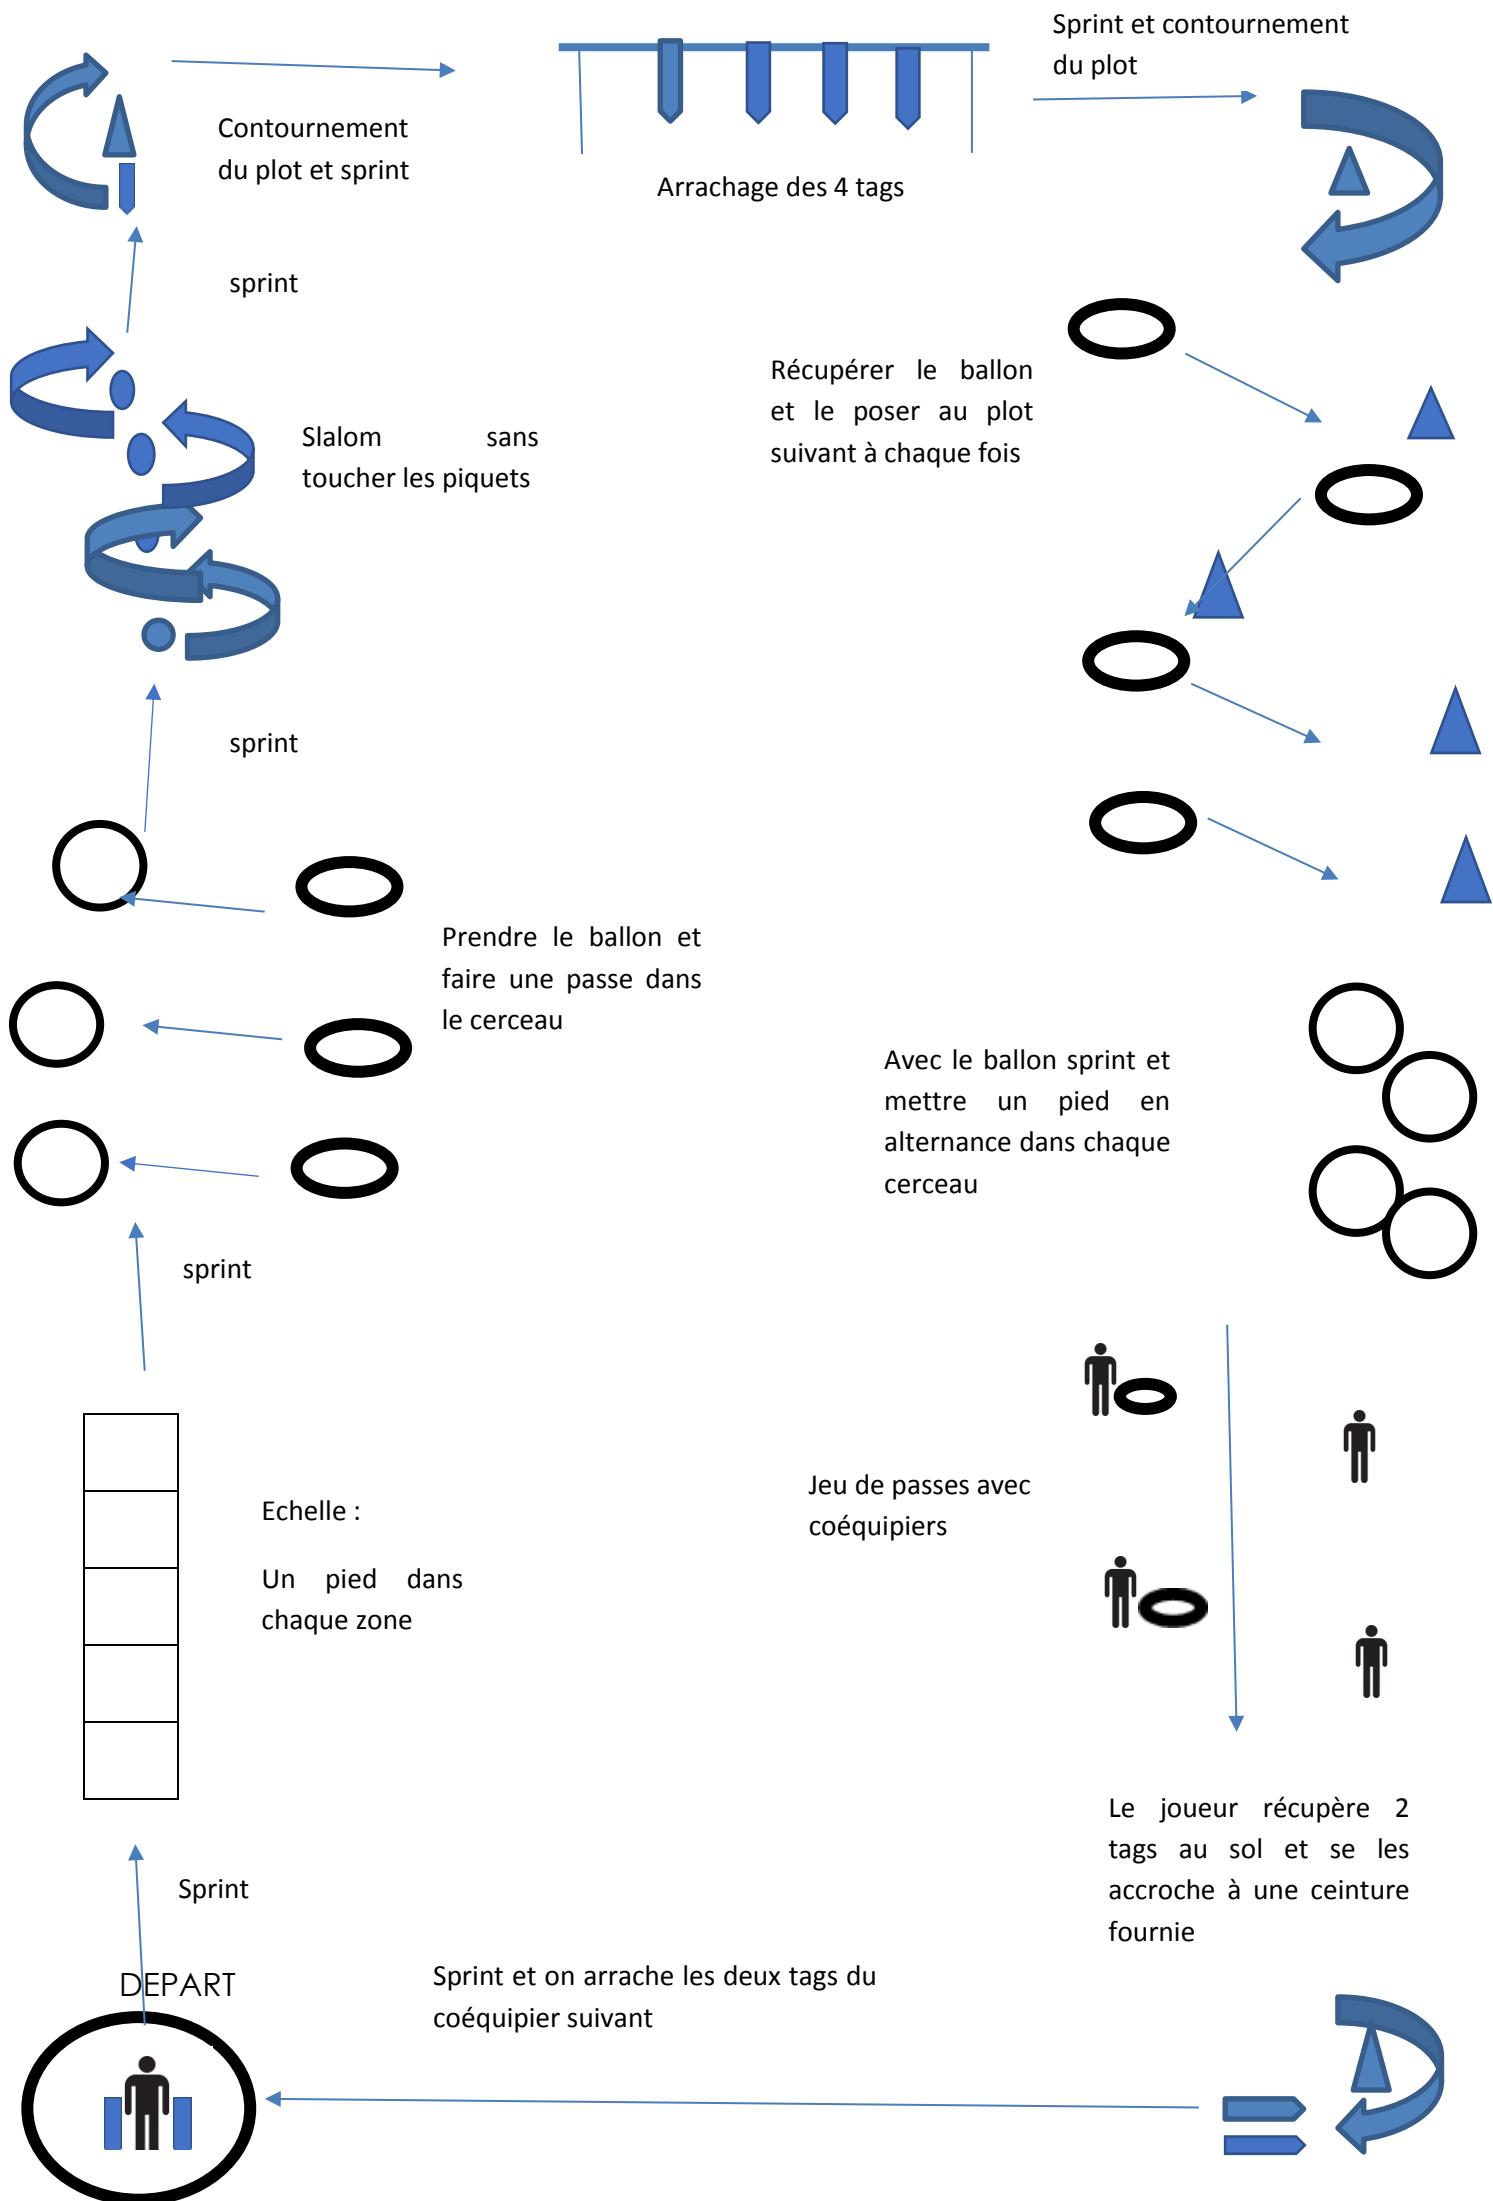 Sprint et contournement
du plot
Contournement
du plot et sprint
Arrachage des 4 tags
sprint
Récupérer le ballon
et le poser au plot
suivant à chaque fois
Slalom sans
toucher les piquets
sprint
Prendre le ballon et
faire une passe dans
le cerceau
Avec le ballon sprint et
mettre un pied en
alternance dans chaque
cerceau
sprint
Jeu de passes avec
coéquipiers
Echelle :
Un pied dans
chaque zone
Le joueur récupère 2
tags au sol et se les
accroche à une ceinture
fournie
Sprint
DEPART
Sprint et on arrache les deux tags du
coéquipier suivant